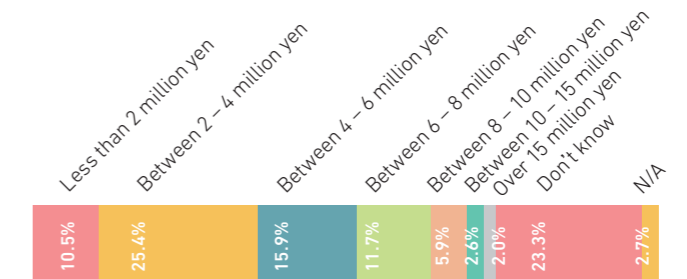 Less than 2 million yen
Between 2 – 4 million yen
Between 4 – 6 million yen
Between 6 – 8 million yen
Between 8 – 10 million yen
Between 10 – 15 million yen
Over 15 million yen
Don't know
N/A
10.5%
25.4%
15.9%
11.7%
5.9%
2.6%
2.0%
23.3%
2.7%